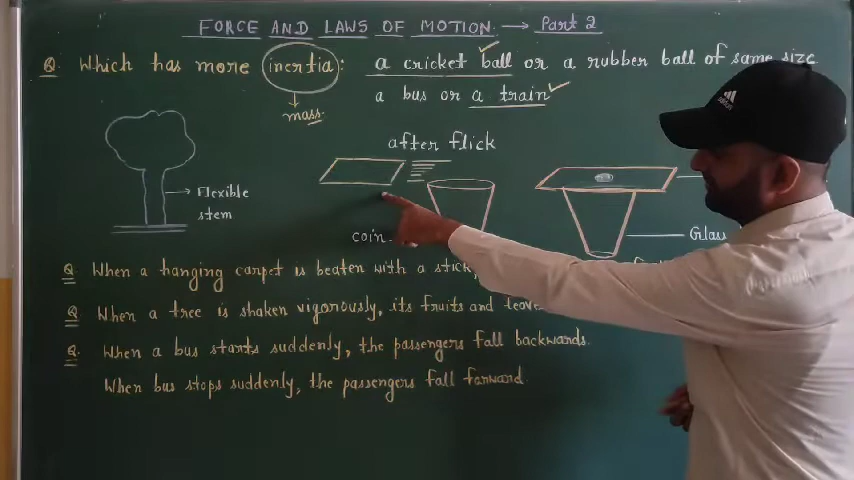 FORCE AND LAWS OF MOTION → Part 2
Q. Which has more inertia: a cricket ball or a rubber ball of same size
a bus or a train
mass
after flick
Flexible
stem
coin
Glass
Q. When a hanging carpet is beaten with a stick,
Q. When a tree is shaken vigorously, its fruits and
Q. When a bus starts suddenly, the passengers fall backwards.
When bus stops suddenly, the passengers fall forward.